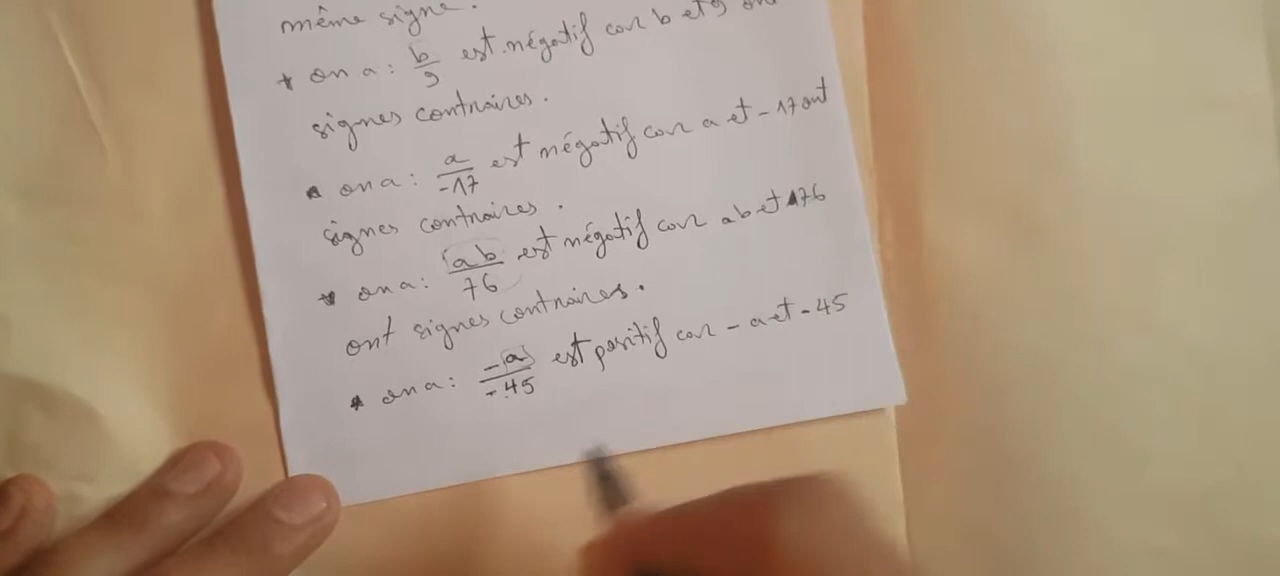 même signe.
* on a : b/9 est négatif car b et 9 ont
signes contraires.
* on a : a/-17 est négatif car a et -17 ont
signes contraires.
* on a : ab/76 est négatif car ab et 76
ont signes contraires.
* on a : -a/-45 est positif car -a et -45